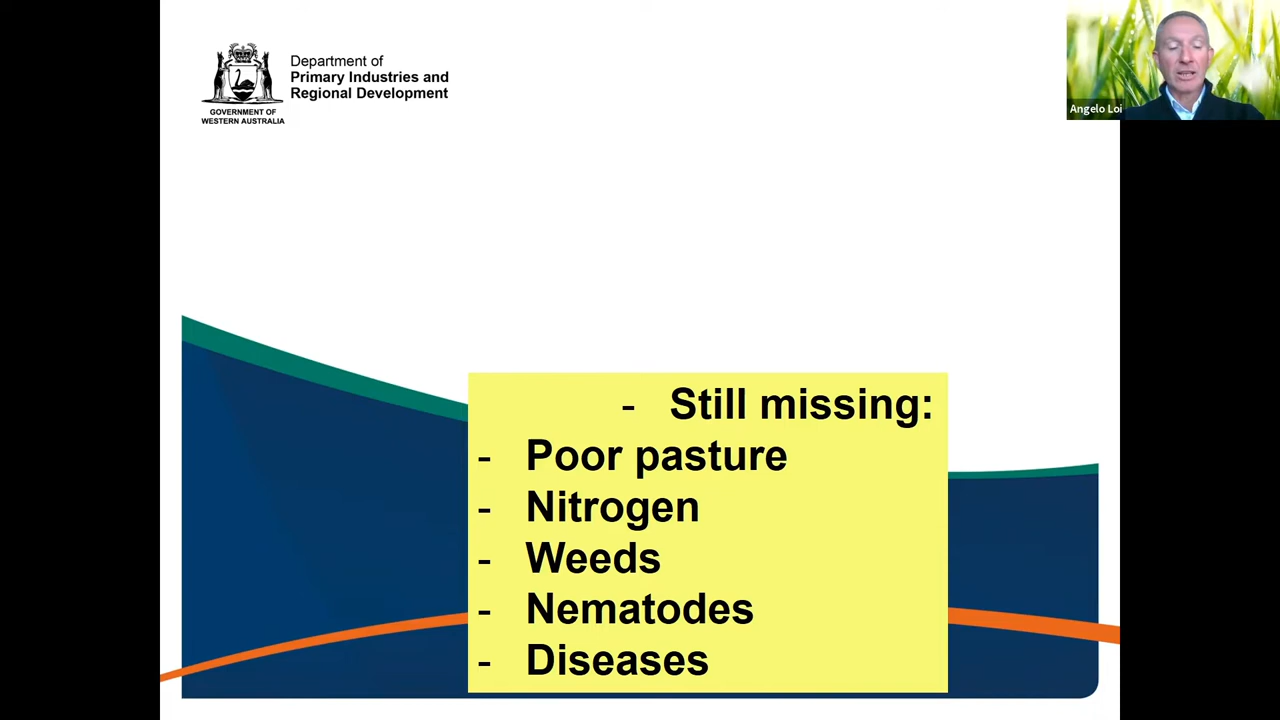 Department of
Primary Industries and
Regional Development
GOVERNMENT OF
WESTERN AUSTRALIA
Angelo Loi
- Still missing:
- Poor pasture
- Nitrogen
- Weeds
- Nematodes
- Diseases